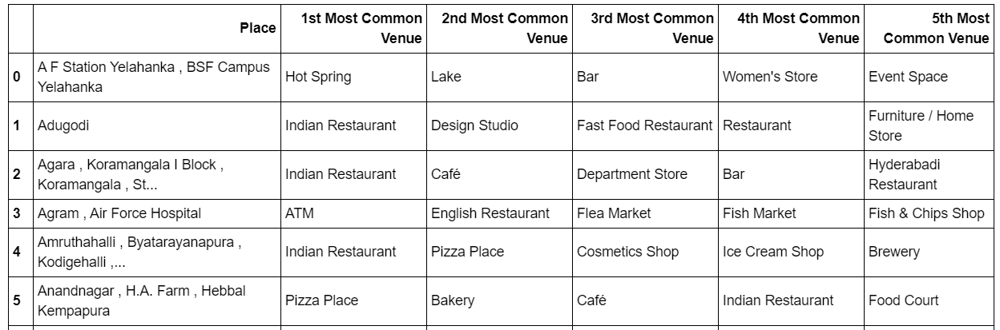 Place 1st Most Common Venue 2nd Most Common Venue 3rd Most Common Venue 4th Most Common Venue 5th Most Common Venue
0 A F Station Yelahanka , BSF Campus Yelahanka Hot Spring Lake Bar Women's Store Event Space
1 Adugodi Indian Restaurant Design Studio Fast Food Restaurant Restaurant Furniture / Home Store
2 Agara , Koramangala I Block , Koramangala , St... Indian Restaurant Café Department Store Bar Hyderabadi Restaurant
3 Agram , Air Force Hospital ATM English Restaurant Flea Market Fish Market Fish & Chips Shop
4 Amruthahalli , Byatarayanapura , Kodigehalli ,... Indian Restaurant Pizza Place Cosmetics Shop Ice Cream Shop Brewery
5 Anandnagar , H.A. Farm , Hebbal Kempapura Pizza Place Bakery Café Indian Restaurant Food Court